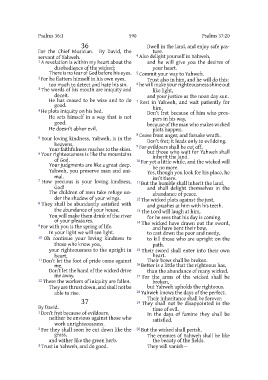 Psalms 36:1
590
Psalms 37:20
36
For the Chief Musician. By David, the
servant of Yahweh.
1 A revelation is within my heart about the
disobedience of the wicked:
There is no fear of God before his eyes.
2 For he flatters himself in his own eyes,
too much to detect and hate his sin.
3 The words of his mouth are iniquity and
deceit.
He has ceased to be wise and to do
good.
4 He plots iniquity on his bed.
He sets himself in a way that is not
good.
He doesn't abhor evil.
5 Your loving kindness, Yahweh, is in the
heavens.
Your faithfulness reaches to the skies.
6 Your righteousness is like the mountains
of God.
Your judgments are like a great deep.
Yahweh, you preserve man and ani-
mal.
7 How precious is your loving kindness,
God!
The children of men take refuge un-
der the shadow of your wings.
8 They shall be abundantly satisfied with
the abundance of your house.
You will make them drink of the river
of your pleasures.
9 For with you is the spring of life.
In your light we will see light.
10 Oh continue your loving kindness to
those who know you,
your righteousness to the upright in
heart.
11 Don't let the foot of pride come against
me.
Don't let the hand of the wicked drive
me away.
12 There the workers of iniquity are fallen.
They are thrust down, and shall not be
able to rise.
37
By David.
1 Don't fret because of evildoers,
neither be envious against those who
work unrighteousness.
2 For they shall soon be cut down like the
grass,
and wither like the green herb.
3 Trust in Yahweh, and do good.
Dwell in the land, and enjoy safe pas-
ture.
4 Also delight yourself in Yahweh,
and he will give you the desires of
your heart.
5 Commit your way to Yahweh.
Trust also in him, and he will do this:
6 he will make your righteousness shine out
like light,
and your justice as the noon day sun.
7 Rest in Yahweh, and wait patiently for
him.
Don't fret because of him who pros-
pers in his way,
because of the man who makes wicked
plots happen.
8 Cease from anger, and forsake wrath.
Don't fret; it leads only to evildoing.
9 For evildoers shall be cut off,
but those who wait for Yahweh shall
inherit the land.
10 For yet a little while, and the wicked will
be no more.
Yes, though you look for his place, he
isn't there.
11 But the humble shall inherit the land,
and shall delight themselves in the
abundance of peace.
12 The wicked plots against the just,
and gnashes at him with his teeth.
13 The Lord will laugh at him,
for he sees that his day is coming.
14 The wicked have drawn out the sword,
and have bent their bow,
to cast down the poor and needy,
to kill those who are upright on the
path.
15 Their sword shall enter into their own
heart.
Their bows shall be broken.
16 Better is a little that the righteous has,
than the abundance of many wicked.
17 For the arms of the wicked shall be
broken,
but Yahweh upholds the righteous.
18 Yahweh knows the days of the perfect.
Their inheritance shall be forever.
19 They shall not be disappointed in the
time of evil.
In the days of famine they shall be
satisfied.
20 But the wicked shall perish.
The enemies of Yahweh shall be like
the beauty of the fields.
They will vanish—